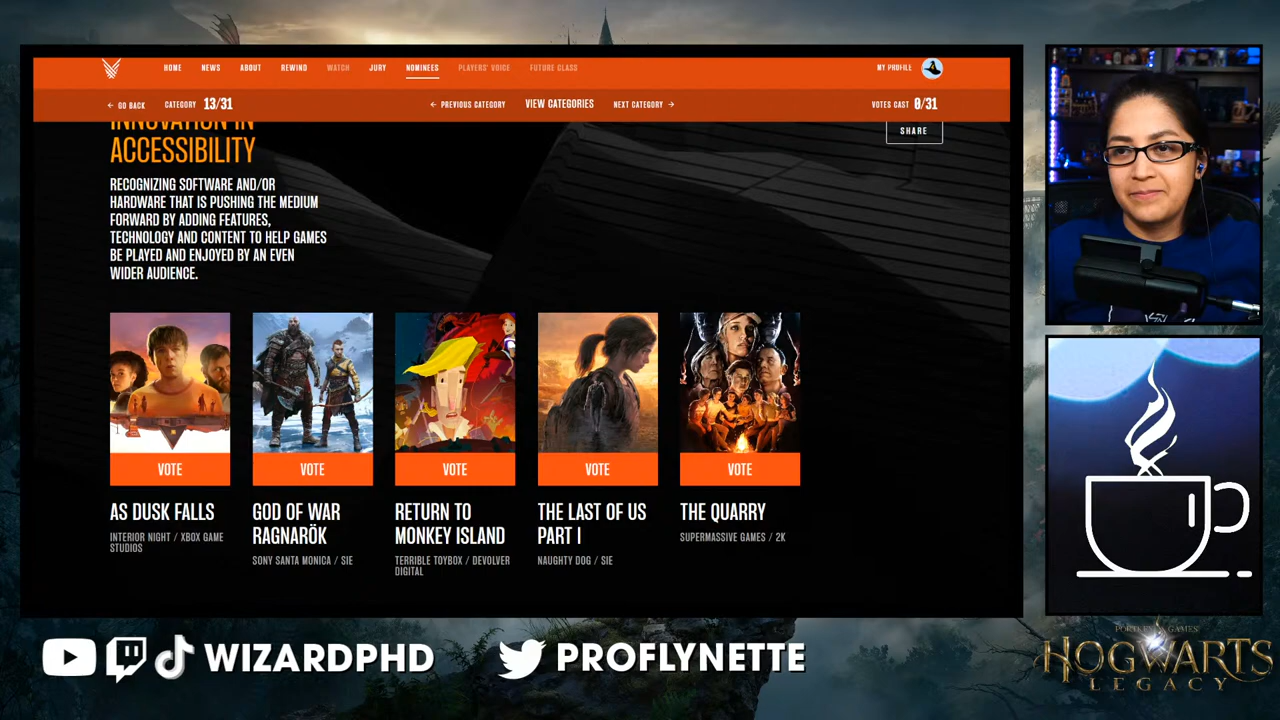 HOME NEWS ABOUT REWIND WATCH JURY NOMINEES PLAYERS' VOICE FUTURE CLASS MY PROFILE
← GO BACK CATEGORY 13/31 ← PREVIOUS CATEGORY VIEW CATEGORIES NEXT CATEGORY → VOTES CAST 0/31
INNOVATION IN
ACCESSIBILITY
SHARE
RECOGNIZING SOFTWARE AND/OR
HARDWARE THAT IS PUSHING THE MEDIUM
FORWARD BY ADDING FEATURES,
TECHNOLOGY AND CONTENT TO HELP GAMES
BE PLAYED AND ENJOYED BY AN EVEN
WIDER AUDIENCE.
VOTE VOTE VOTE VOTE VOTE
AS DUSK FALLS
INTERIOR NIGHT / XBOX GAME
STUDIOS
GOD OF WAR
RAGNARÖK
SONY SANTA MONICA / SIE
RETURN TO
MONKEY ISLAND
TERRIBLE TOYBOX / DEVOLVER
DIGITAL
THE LAST OF US
PART I
NAUGHTY DOG / SIE
THE QUARRY
SUPERMASSIVE GAMES / 2K
WIZARDPHD PROFLYNETTE
PORTKEY GAMES
HOGWARTS
LEGACY